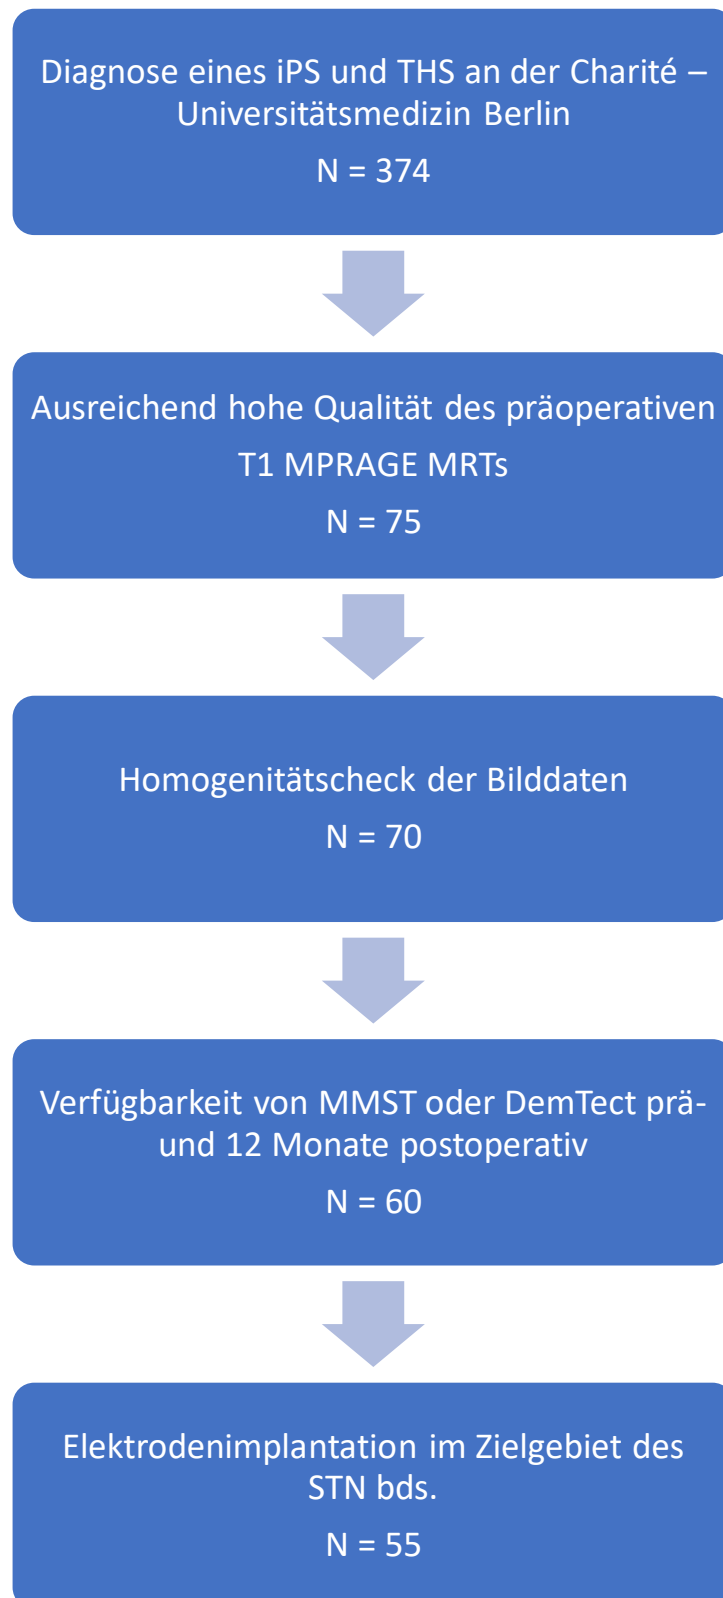 Diagnose eines iPS und THS an der Charité –
Universitätsmedizin Berlin
N = 374
Ausreichend hohe Qualität des präoperativen
T1 MPRAGE MRTs
N = 75
Homogenitätscheck der Bilddaten
N = 70
Verfügbarkeit von MMST oder DemTect prä-
und 12 Monate postoperativ
N = 60
Elektrodenimplantation im Zielgebiet des
STN bds.
N = 55